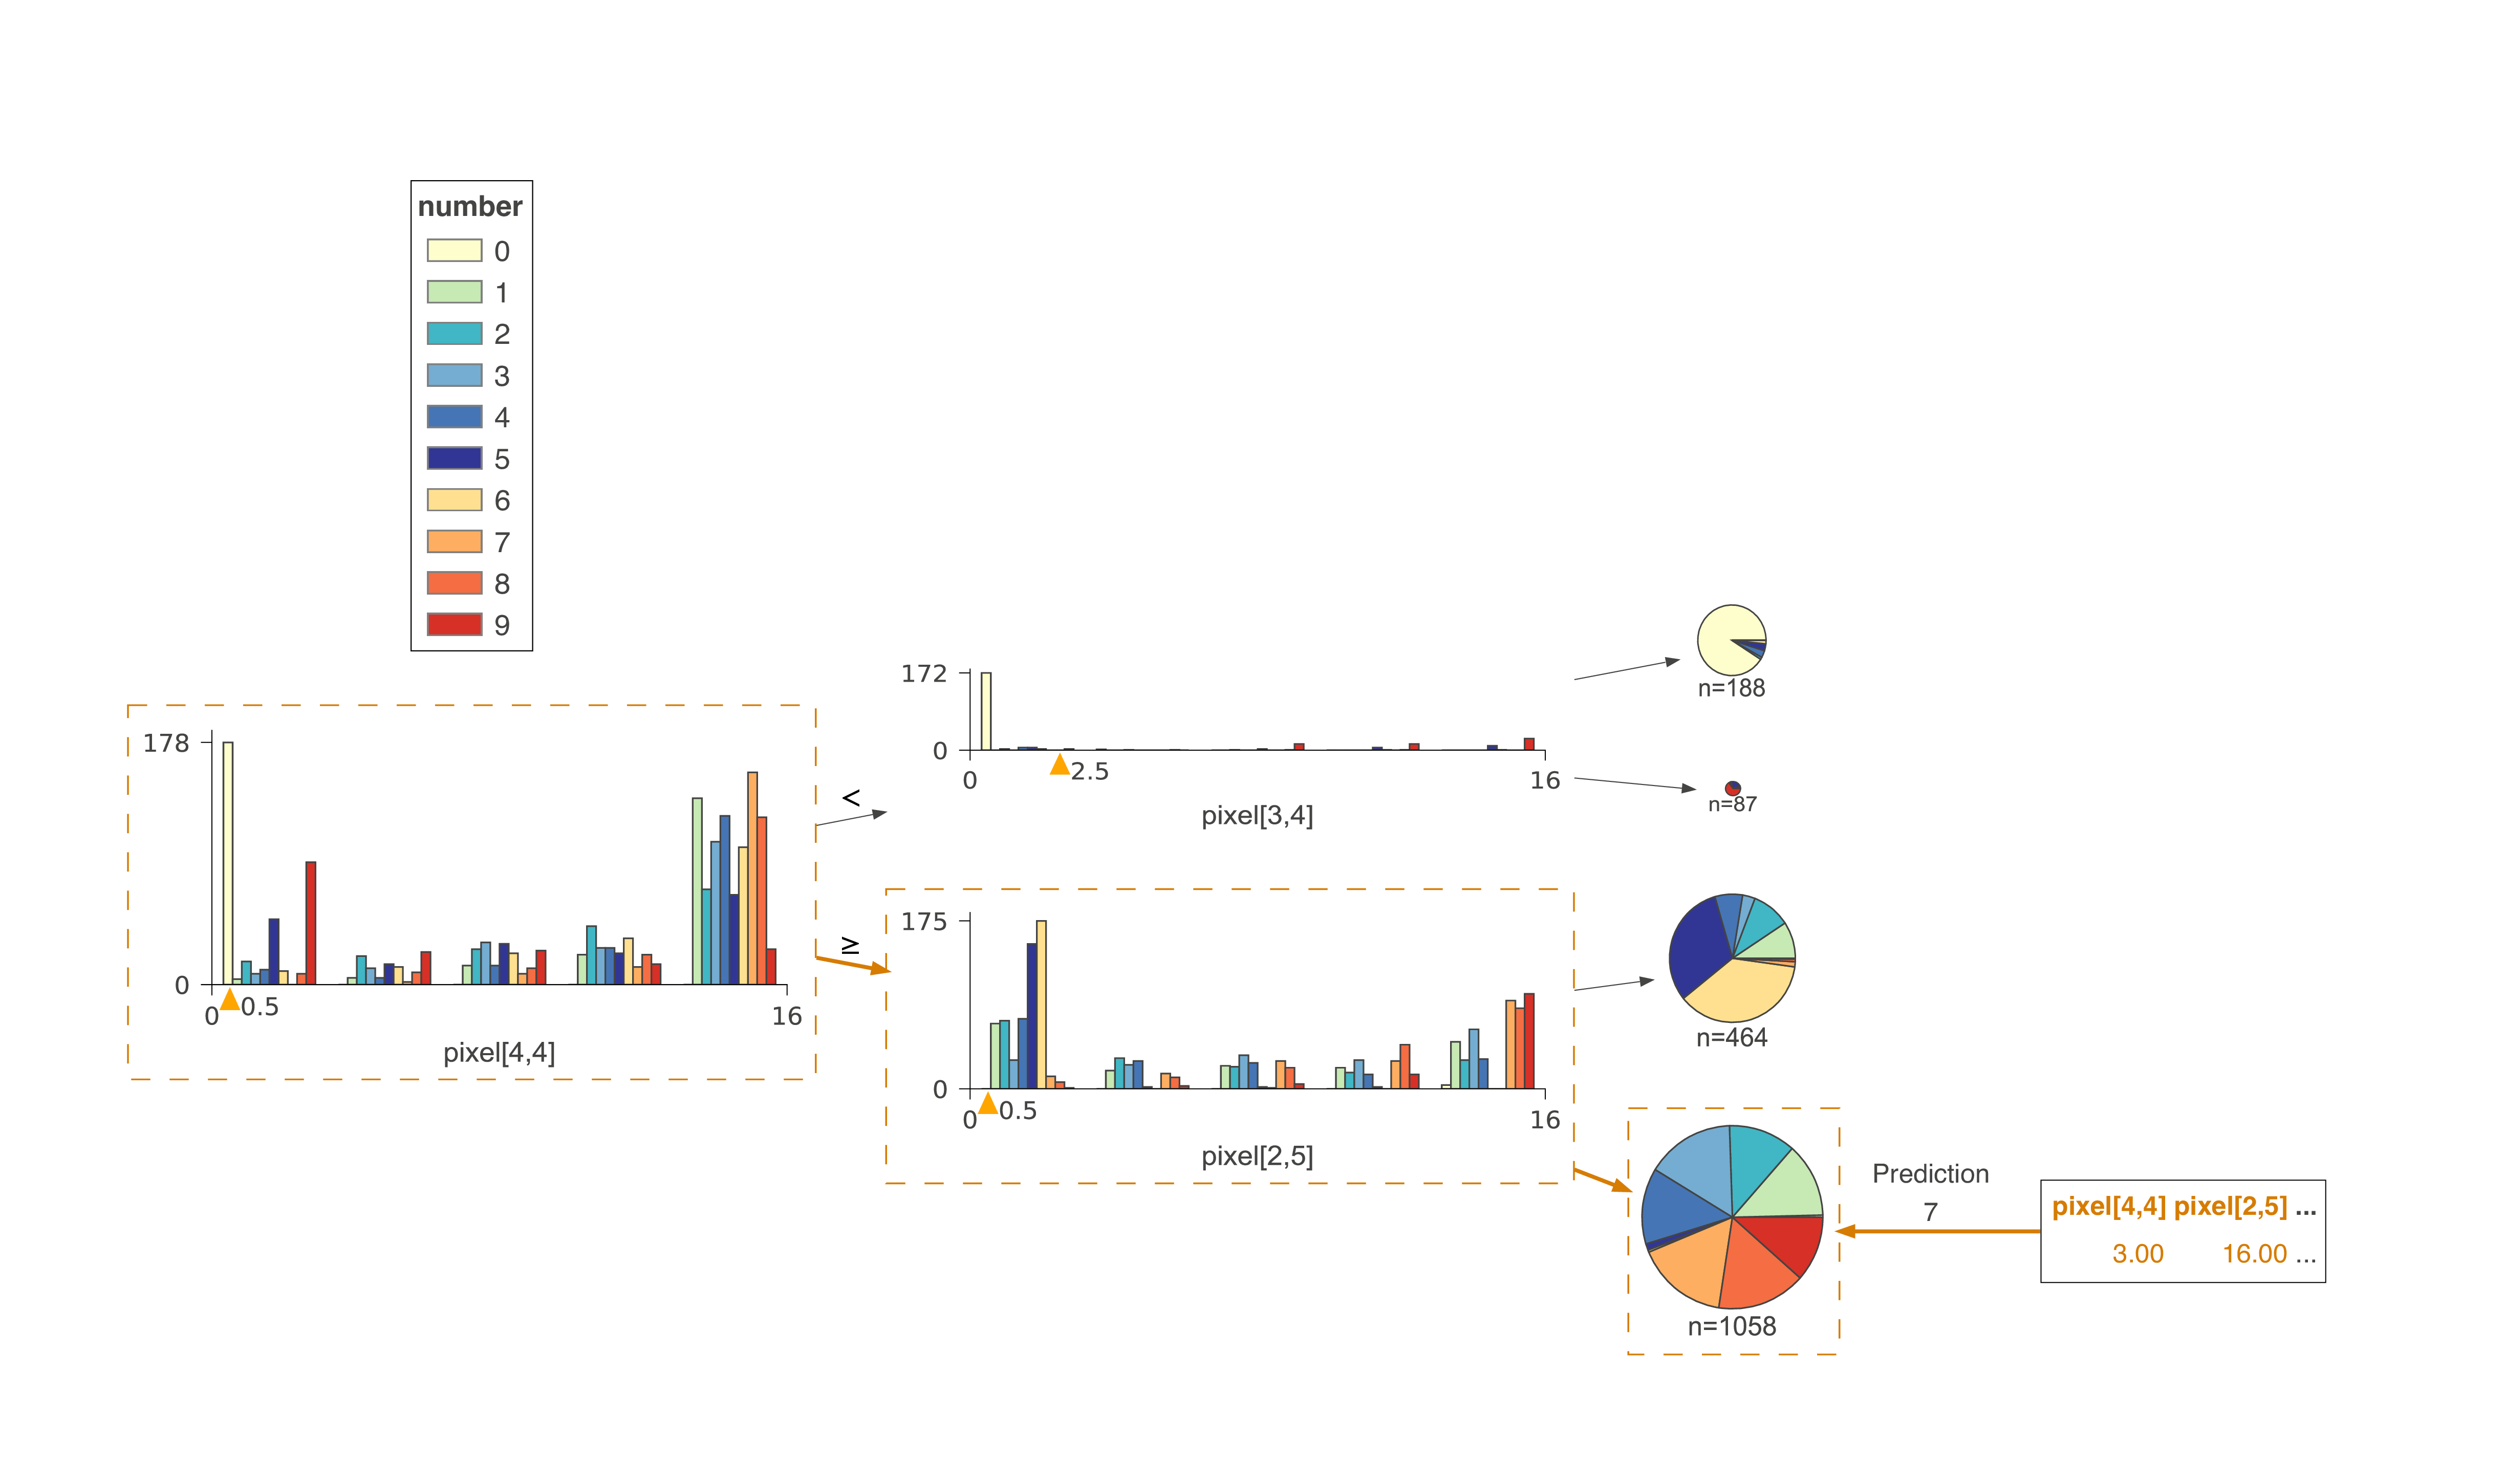 number
0
1
2
3
4
5
6
7
8
9
178
0
0
0.5
16
pixel[4,4]
<
≥
172
0
0
2.5
16
pixel[3,4]
175
0
0
0.5
16
pixel[2,5]
n=188
n=87
n=464
n=1058
Prediction
7
pixel[4,4] pixel[2,5] ...
3.00 16.00 ...